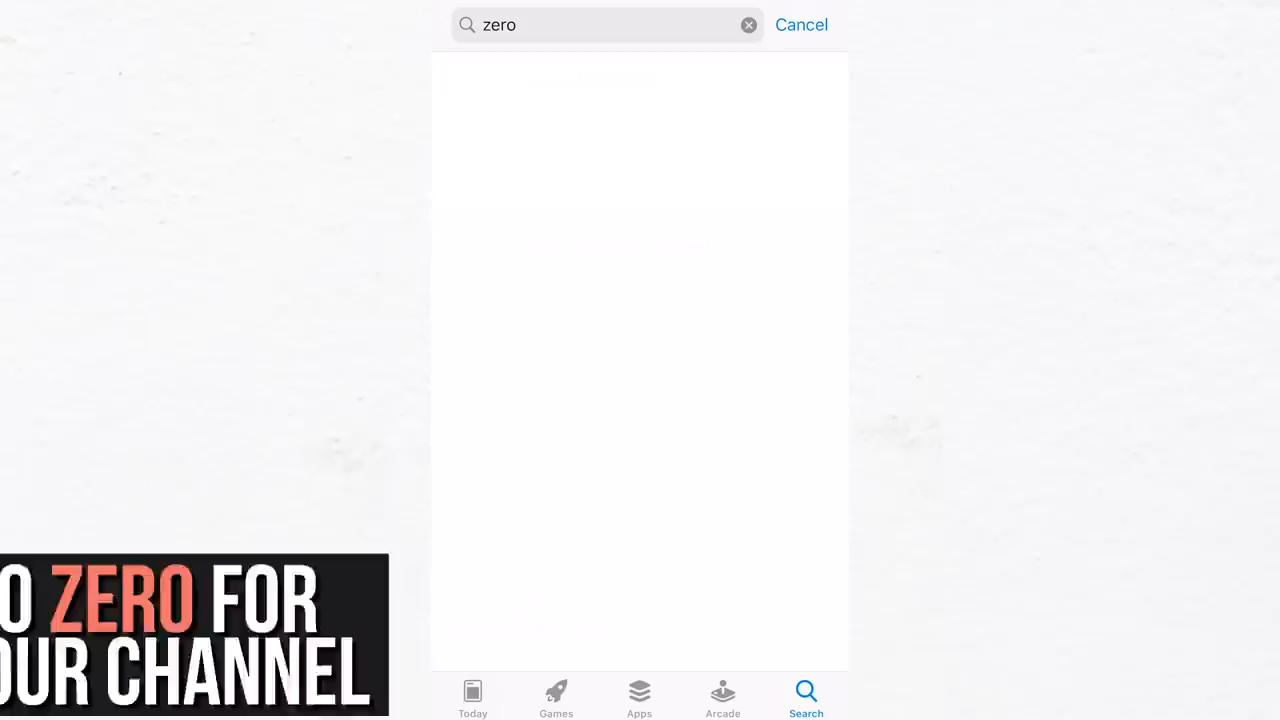 zero
Cancel
O ZERO FOR
OUR CHANNEL
Today
Games
Apps
Arcade
Search